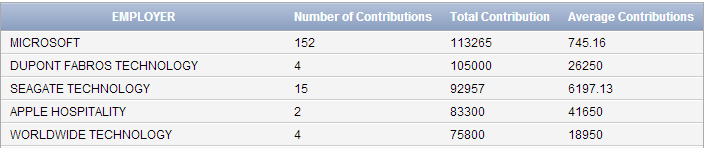 EMPLOYER Number of Contributions Total Contribution Average Contributions
MICROSOFT 152 113265 745.16
DUPONT FABROS TECHNOLOGY 4 105000 26250
SEAGATE TECHNOLOGY 15 92957 6197.13
APPLE HOSPITALITY 2 83300 41650
WORLDWIDE TECHNOLOGY 4 75800 18950